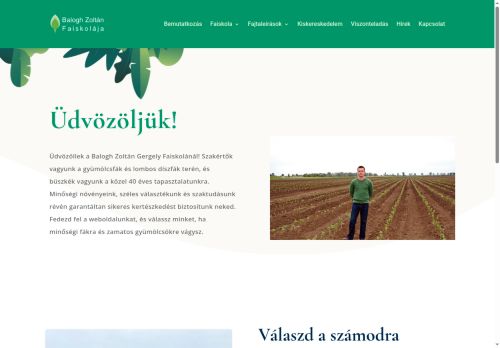 Balogh Zoltán
Faiskolája
Bemutatkozás Faiskola Fajtaleírások Kiskereskedelem Viszonteladás Hírek Kapcsolat
Üdvözöljük!
Üdvözöllek a Balogh Zoltán Gergely Faiskolánál! Szakértők
vagyunk a gyümölcsfák és lombos díszfák terén, és
büszkék vagyunk a közel 40 éves tapasztalatunkra.
Minőségi növényeink, széles választékunk és szaktudásunk
révén garantáltan sikeres kertészkedést biztosítunk neked.
Fedezd fel a weboldalunkat, és válassz minket, ha
minőségi fákra és zamatos gyümölcsökre vágysz.
Válaszd a számodra